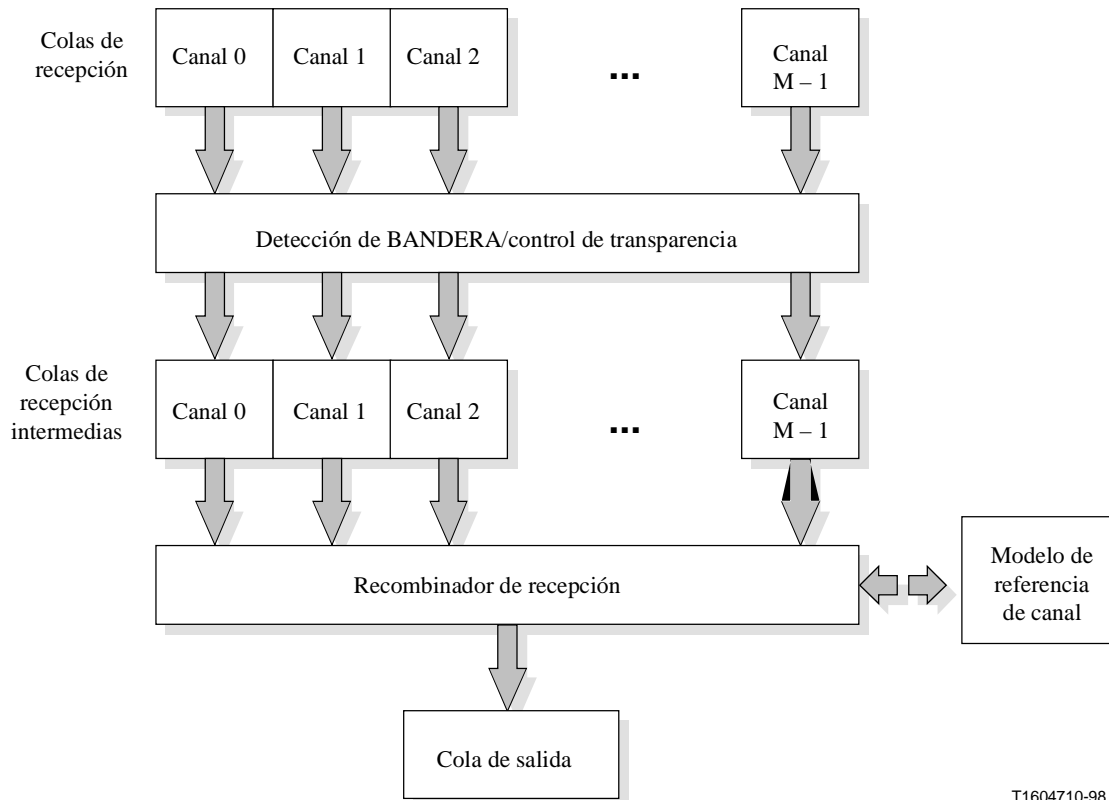 Colas de
recepción
Canal 0
Canal 1
Canal 2
...
Canal
M – 1
Detección de BANDERA/control de transparencia
Colas de
recepción
intermedias
Canal 0
Canal 1
Canal 2
...
Canal
M – 1
Recombinador de recepción
Modelo de
referencia
de canal
Cola de salida
T1604710-98